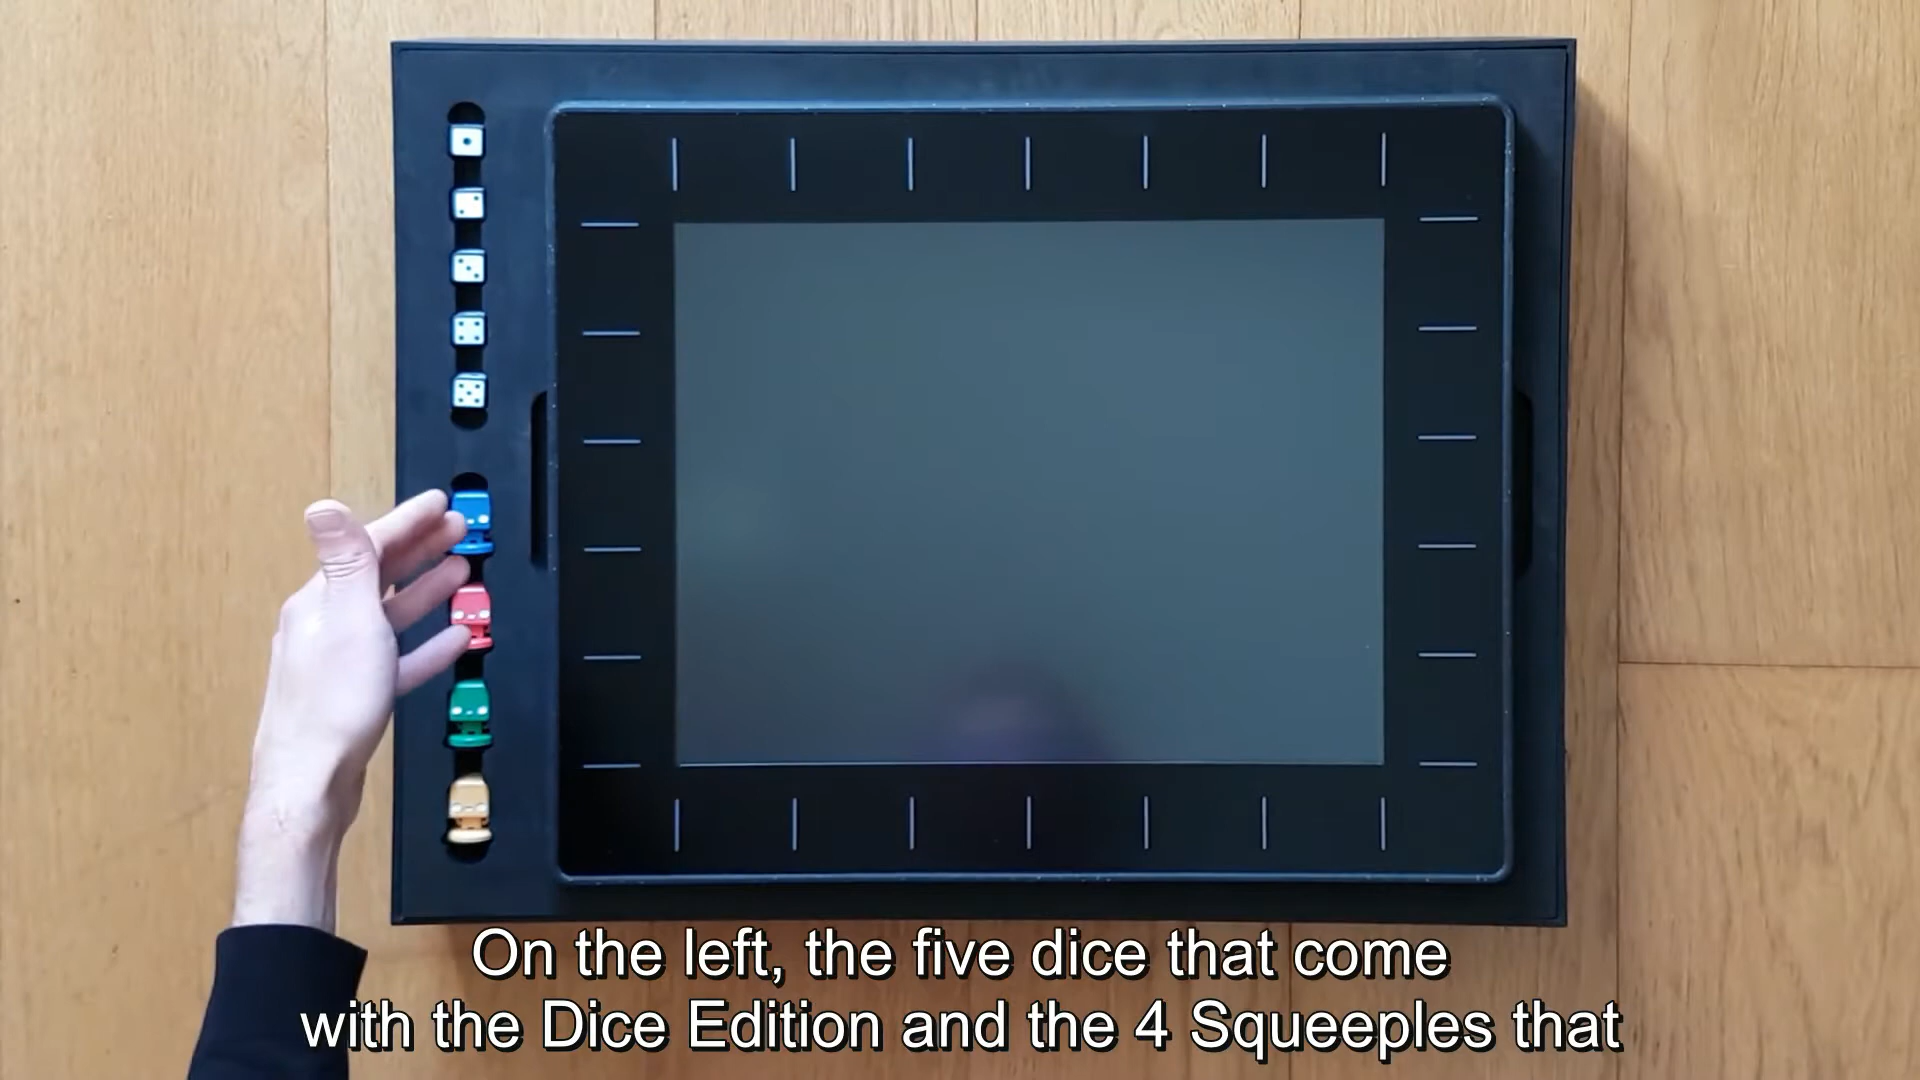 On the left, the five dice that come
with the Dice Edition and the 4 Squeeples that